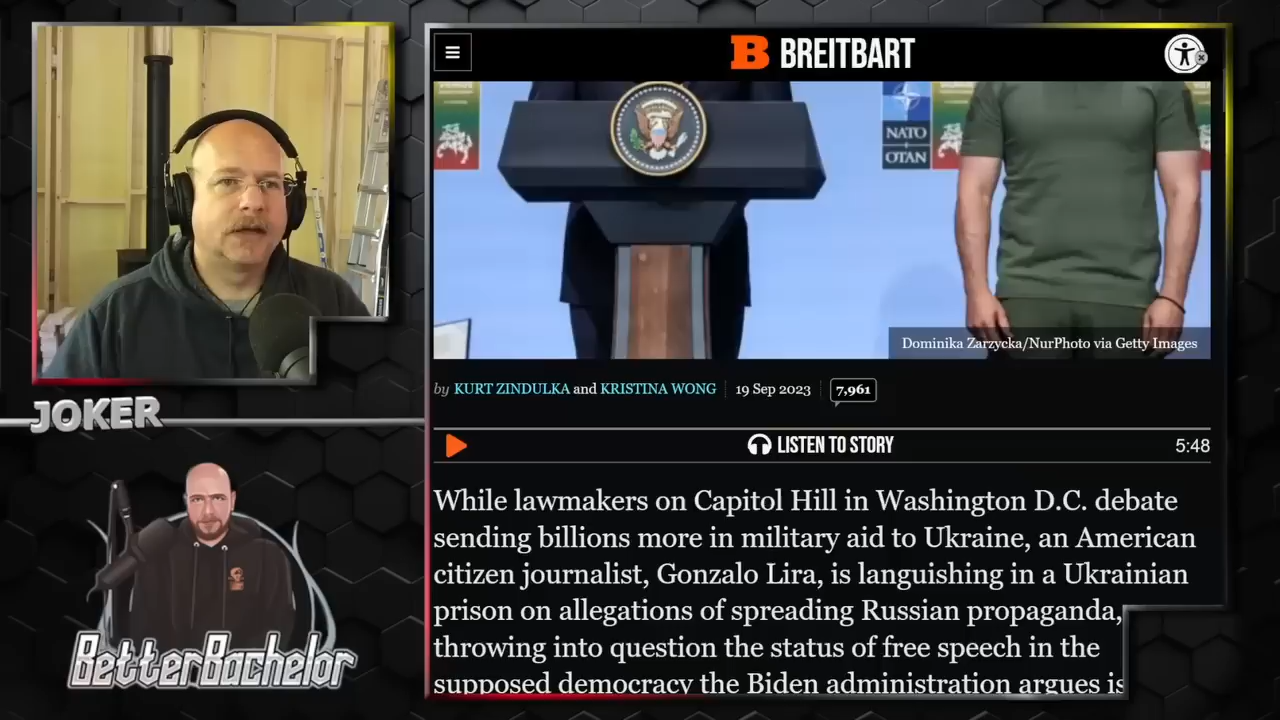 B BREITBART
NATO
OTAN
Dominika Zarzycka/NurPhoto via Getty Images
by KURT ZINDULKA and KRISTINA WONG 19 Sep 2023 7,961
LISTEN TO STORY 5:48
While lawmakers on Capitol Hill in Washington D.C. debate
sending billions more in military aid to Ukraine, an American
citizen journalist, Gonzalo Lira, is languishing in a Ukrainian
prison on allegations of spreading Russian propaganda,
throwing into question the status of free speech in the
supposed democracy the Biden administration argues is
JOKER
BetterBachelor